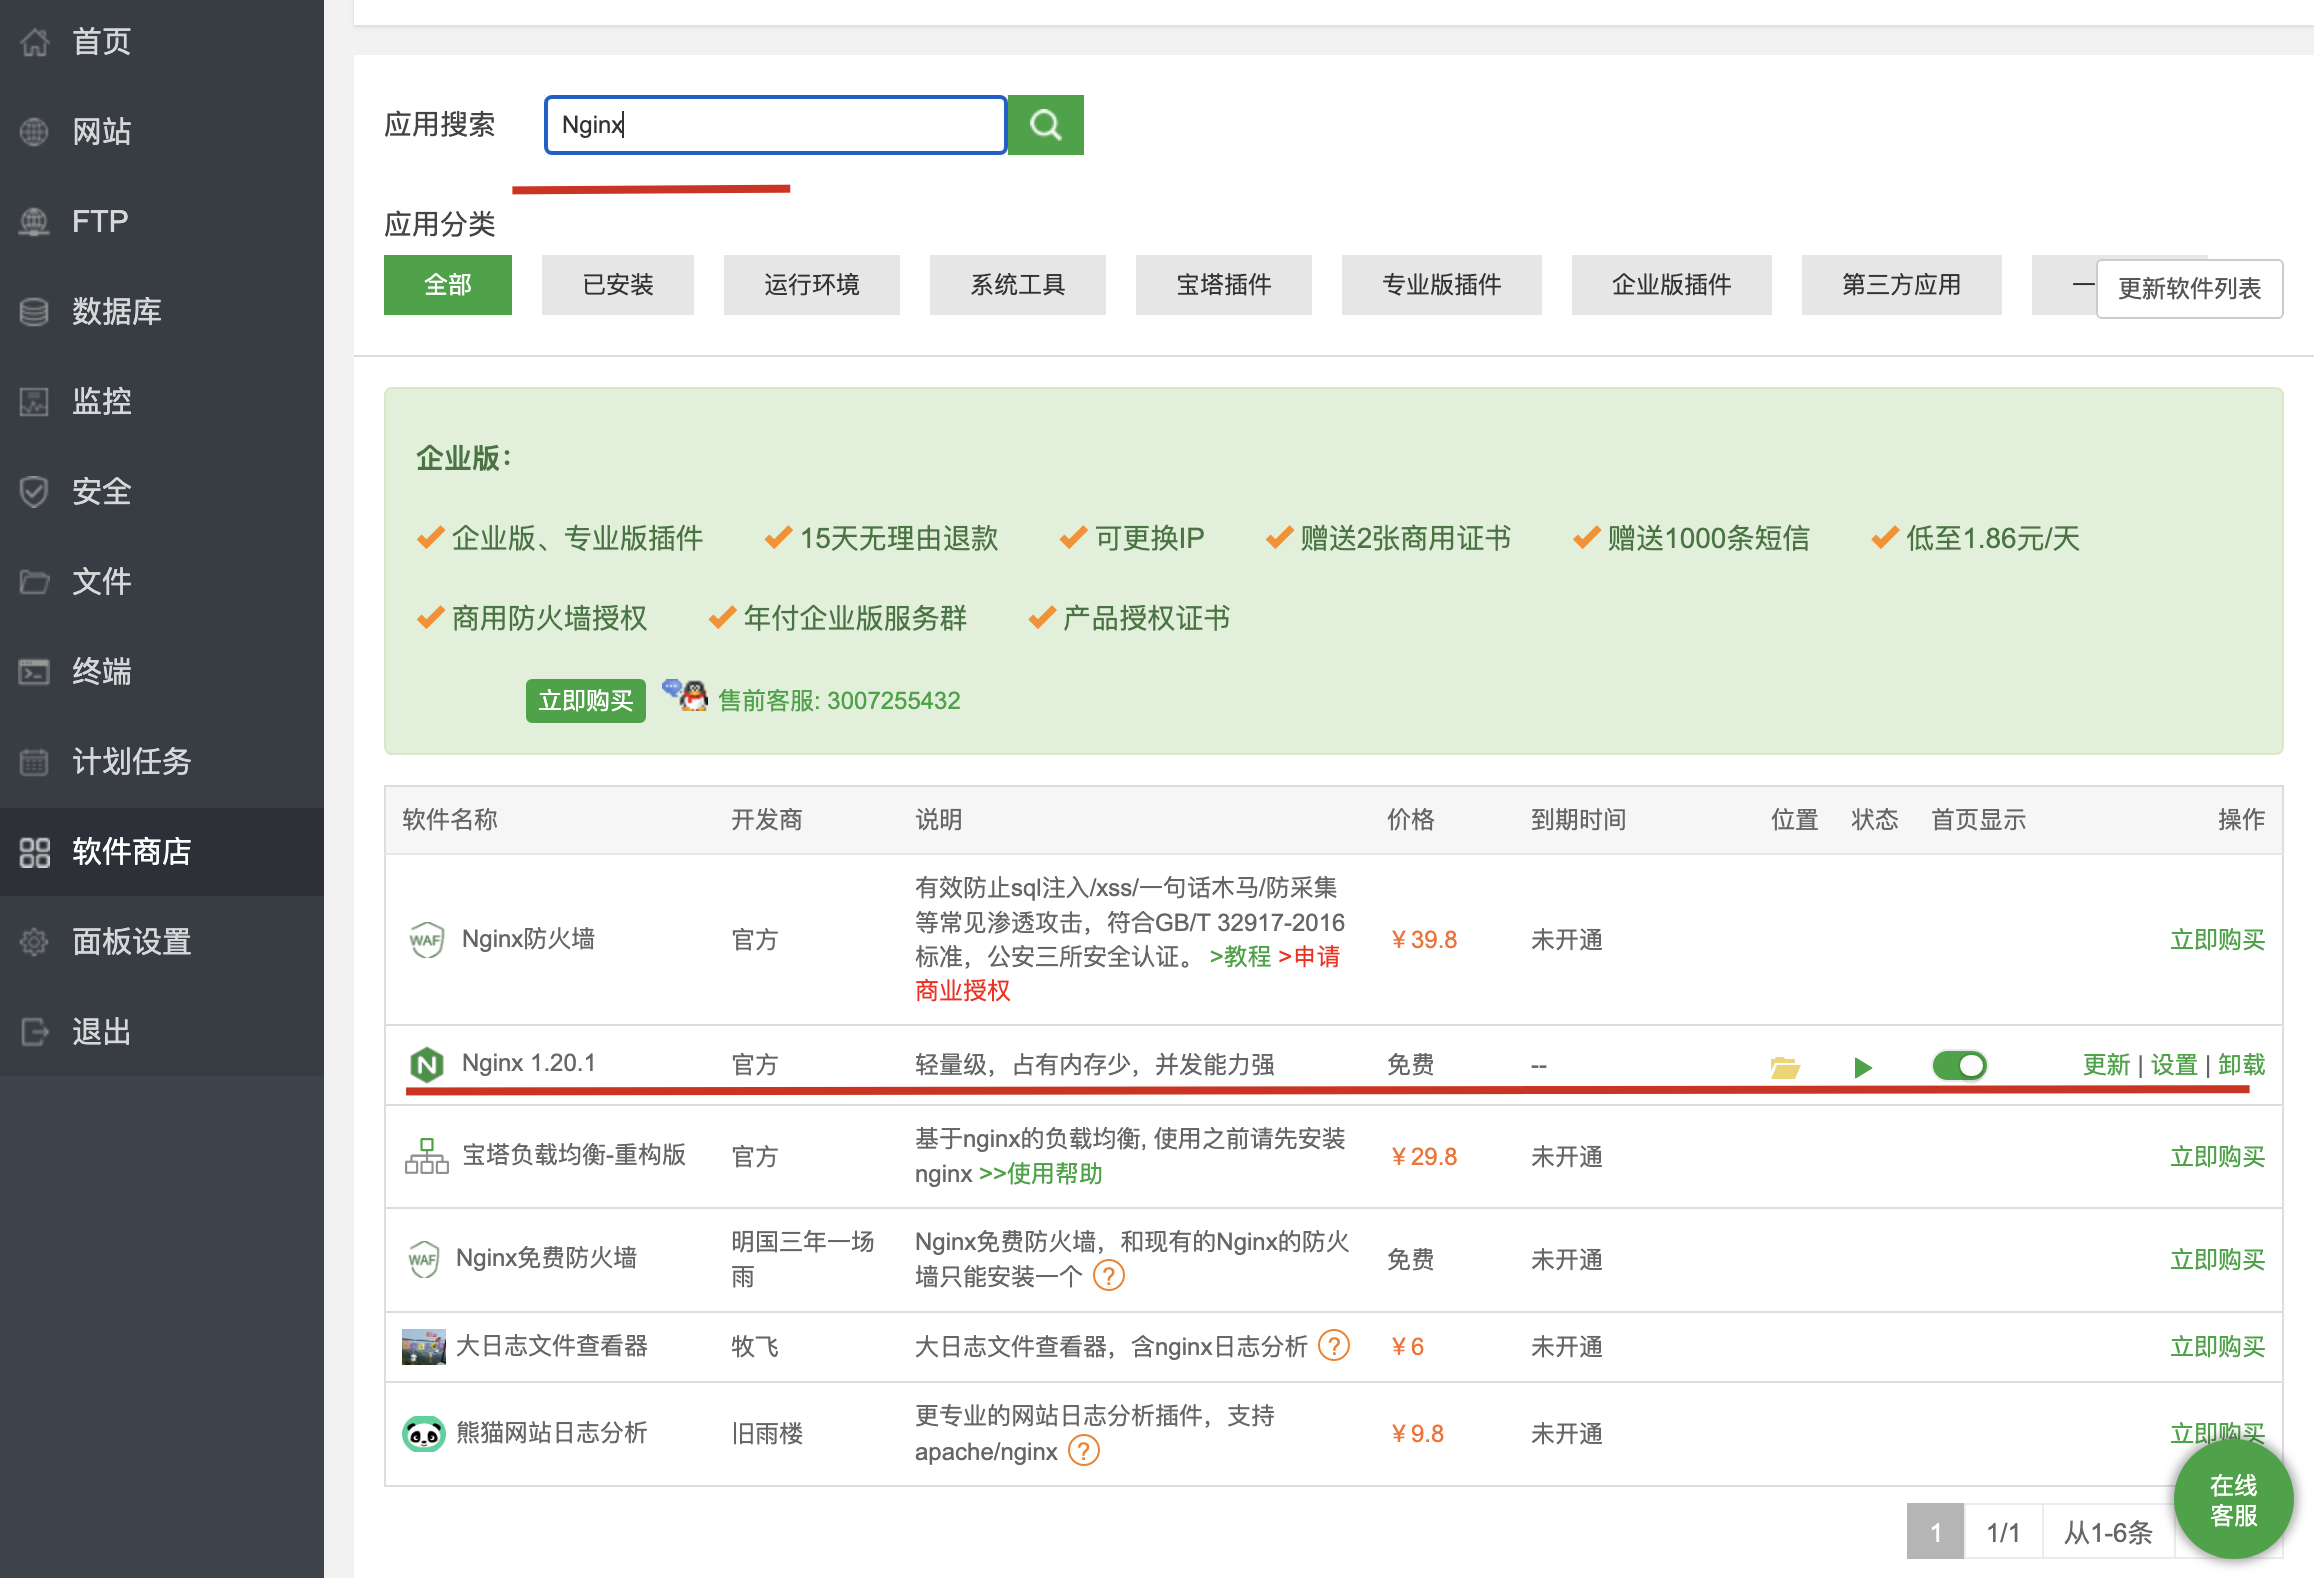 首页
网站
FTP
数据库
监控
安全
文件
终端
计划任务
软件商店
面板设置
退出
应用搜索 Nginx
应用分类
全部 已安装 运行环境 系统工具 宝塔插件 专业版插件 企业版插件 第三方应用 一 更新软件列表
企业版：
企业版、专业版插件 15天无理由退款 可更换IP 赠送2张商用证书 赠送1000条短信 低至1.86元/天
商用防火墙授权 年付企业版服务群 产品授权证书
立即购买 售前客服: 3007255432
软件名称 开发商 说明 价格 到期时间 位置 状态 首页显示 操作
WAF Nginx防火墙 官方 有效防止sql注入/xss/一句话木马/防采集
等常见渗透攻击，符合GB/T 32917-2016
标准，公安三所安全认证。 >教程 >申请
商业授权
￥39.8 未开通 立即购买
N Nginx 1.20.1 官方 轻量级，占有内存少，并发能力强 免费 -- 更新 | 设置 | 卸载
宝塔负载均衡-重构版 官方 基于nginx的负载均衡, 使用之前请先安装
nginx >>使用帮助
￥29.8 未开通 立即购买
WAF Nginx免费防火墙 明国三年一场
雨
Nginx免费防火墙，和现有的Nginx的防火
墙只能安装一个 ?
免费 未开通 立即购买
大日志文件查看器 牧飞 大日志文件查看器，含nginx日志分析 ? ￥6 未开通 立即购买
熊猫网站日志分析 旧雨楼 更专业的网站日志分析插件，支持
apache/nginx ?
￥9.8 未开通 立即购买
在线
客服
1 1/1 从1-6条